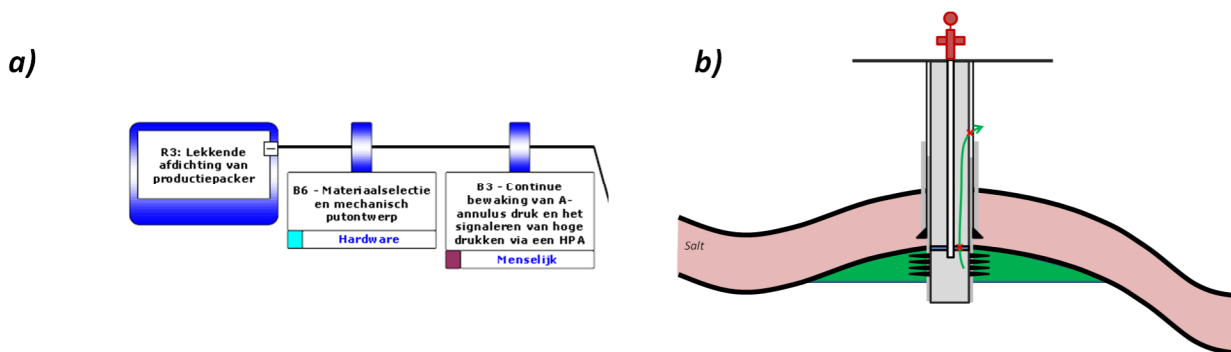 a)
R3: Lekkende
afdichting van
productiepacker
B6 - Materiaalselectie
en mechanisch
putontwerp
Hardware
B3 - Continue
bewaking van A-
annulus druk en het
signaleren van hoge
drukken via een HPA
Menselijk
b)
Salt